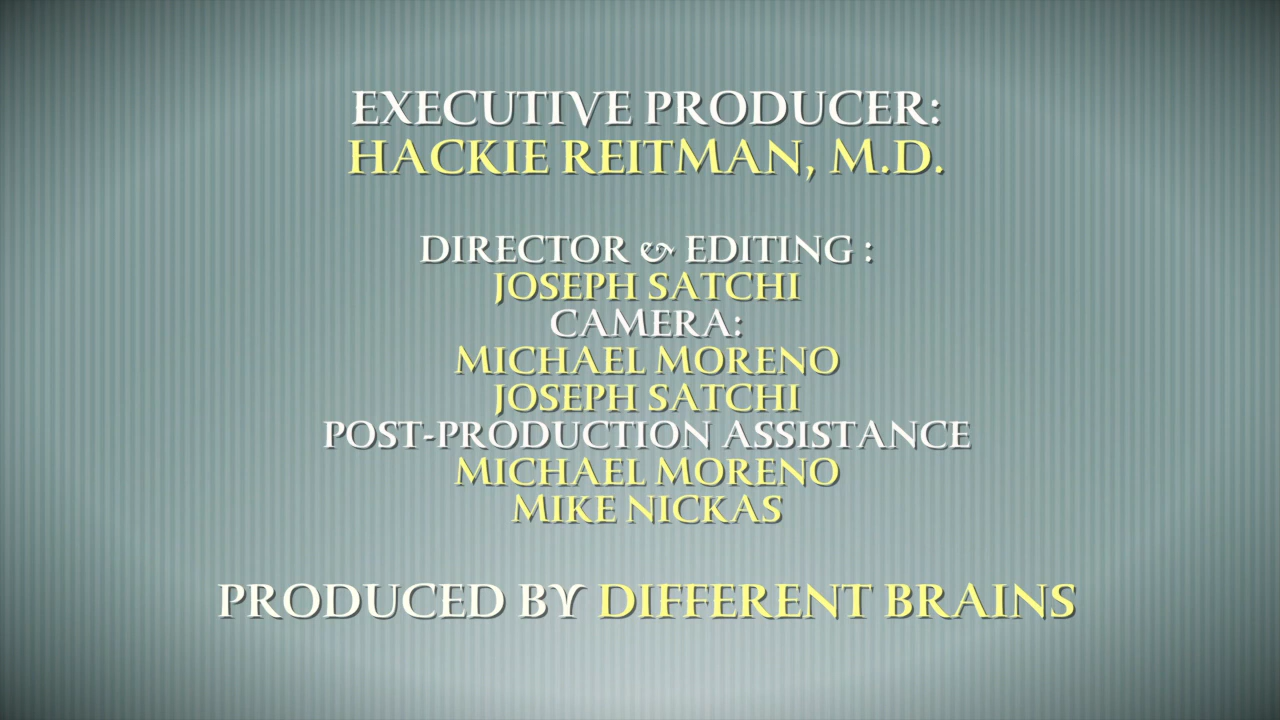 EXECUTIVE PRODUCER:
HACKIE REITMAN, M.D.
DIRECTOR & EDITING :
JOSEPH SATCHI
CAMERA:
MICHAEL MORENO
JOSEPH SATCHI
POST-PRODUCTION ASSISTANCE
MICHAEL MORENO
MIKE NICKAS
PRODUCED BY DIFFERENT BRAINS